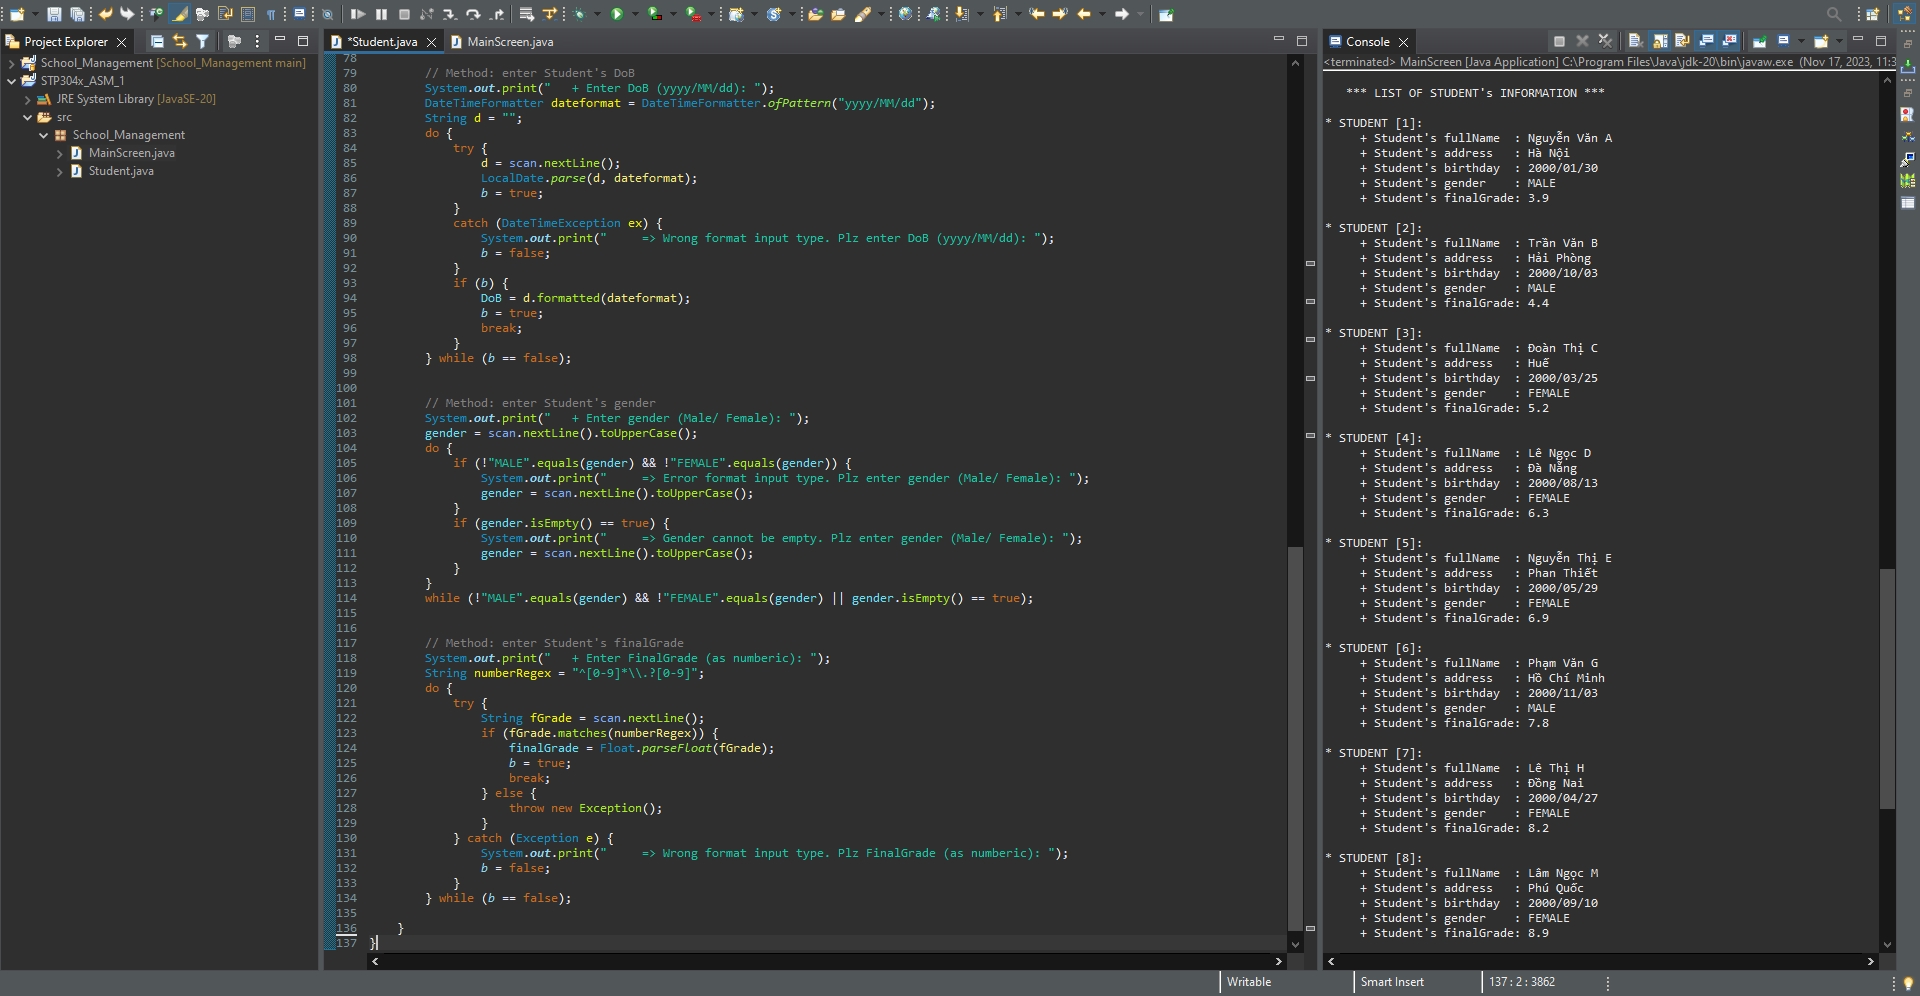 Project Explorer
School_Management [School_Management main]
STP304x_ASM_1
JRE System Library [JavaSE-20]
src
School_Management
MainScreen.java
Student.java
*Student.java
MainScreen.java
78
79 // Method: enter Student's DoB
80 System.out.print("   + Enter DoB (yyyy/MM/dd): ");
81 DateTimeFormatter dateformat = DateTimeFormatter.ofPattern("yyyy/MM/dd");
82 String d = "";
83 do {
84 try {
85 d = scan.nextLine();
86 LocalDate.parse(d, dateformat);
87 b = true;
88 }
89 catch (DateTimeException ex) {
90 System.out.print("     => Wrong format input type. Plz enter DoB (yyyy/MM/dd): ");
91 b = false;
92 }
93 if (b) {
94 DoB = d.formatted(dateformat);
95 b = true;
96 break;
97 }
98 } while (b == false);
99
100
101 // Method: enter Student's gender
102 System.out.print("   + Enter gender (Male/ Female): ");
103 gender = scan.nextLine().toUpperCase();
104 do {
105 if (!"MALE".equals(gender) && !"FEMALE".equals(gender)) {
106 System.out.print("     => Error format input type. Plz enter gender (Male/ Female): ");
107 gender = scan.nextLine().toUpperCase();
108 }
109 if (gender.isEmpty() == true) {
110 System.out.print("     => Gender cannot be empty. Plz enter gender (Male/ Female): ");
111 gender = scan.nextLine().toUpperCase();
112 }
113 }
114 while (!"MALE".equals(gender) && !"FEMALE".equals(gender) || gender.isEmpty() == true);
115
116
117 // Method: enter Student's finalGrade
118 System.out.print("   + Enter FinalGrade (as numberic): ");
119 String numberRegex = "^[0-9]*\\.?[0-9]";
120 do {
121 try {
122 String fGrade = scan.nextLine();
123 if (fGrade.matches(numberRegex)) {
124 finalGrade = Float.parseFloat(fGrade);
125 b = true;
126 break;
127 } else {
128 throw new Exception();
129 }
130 } catch (Exception e) {
131 System.out.print("     => Wrong format input type. Plz FinalGrade (as numberic): ");
132 b = false;
133 }
134 } while (b == false);
135
136 }
137 }
Console
<terminated> MainScreen [Java Application] C:\Program Files\Java\jdk-20\bin\javaw.exe (Nov 17, 2023, 11:3
*** LIST OF STUDENT's INFORMATION ***
* STUDENT [1]:
+ Student's fullName  : Nguyễn Văn A
+ Student's address   : Hà Nội
+ Student's birthday  : 2000/01/30
+ Student's gender    : MALE
+ Student's finalGrade: 3.9
* STUDENT [2]:
+ Student's fullName  : Trần Văn B
+ Student's address   : Hải Phòng
+ Student's birthday  : 2000/10/03
+ Student's gender    : MALE
+ Student's finalGrade: 4.4
* STUDENT [3]:
+ Student's fullName  : Đoàn Thị C
+ Student's address   : Huế
+ Student's birthday  : 2000/03/25
+ Student's gender    : FEMALE
+ Student's finalGrade: 5.2
* STUDENT [4]:
+ Student's fullName  : Lê Ngọc D
+ Student's address   : Đà Nẵng
+ Student's birthday  : 2000/08/13
+ Student's gender    : FEMALE
+ Student's finalGrade: 6.3
* STUDENT [5]:
+ Student's fullName  : Nguyễn Thị E
+ Student's address   : Phan Thiết
+ Student's birthday  : 2000/05/29
+ Student's gender    : FEMALE
+ Student's finalGrade: 6.9
* STUDENT [6]:
+ Student's fullName  : Phạm Văn G
+ Student's address   : Hồ Chí Minh
+ Student's birthday  : 2000/11/03
+ Student's gender    : MALE
+ Student's finalGrade: 7.8
* STUDENT [7]:
+ Student's fullName  : Lê Thị H
+ Student's address   : Đồng Nai
+ Student's birthday  : 2000/04/27
+ Student's gender    : FEMALE
+ Student's finalGrade: 8.2
* STUDENT [8]:
+ Student's fullName  : Lâm Ngọc M
+ Student's address   : Phú Quốc
+ Student's birthday  : 2000/09/10
+ Student's gender    : FEMALE
+ Student's finalGrade: 8.9
Writable
Smart Insert
137 : 2 : 3862